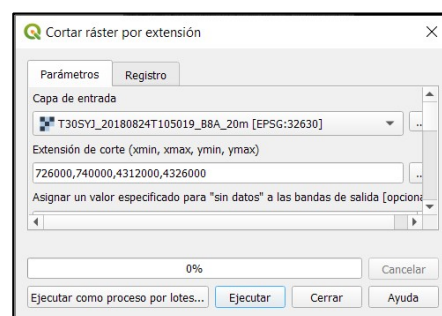 Cortar ráster por extensión
Parámetros Registro
Capa de entrada
T30SYJ_20180824T105019_B8A_20m [EPSG:32630]
Extensión de corte (xmin, xmax, ymin, ymax)
726000,740000,4312000,4326000
Asignar un valor especificado para "sin datos" a las bandas de salida [opciona
0% Cancelar
Ejecutar como proceso por lotes... Ejecutar Cerrar Ayuda